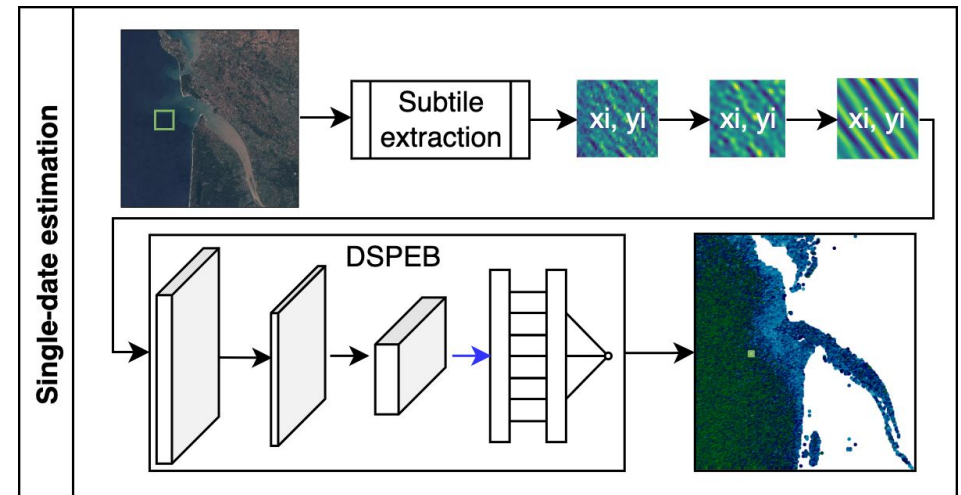 Single-date estimation
Subtile
extraction
xi, yi
xi, yi
xi, yi
DSPEB